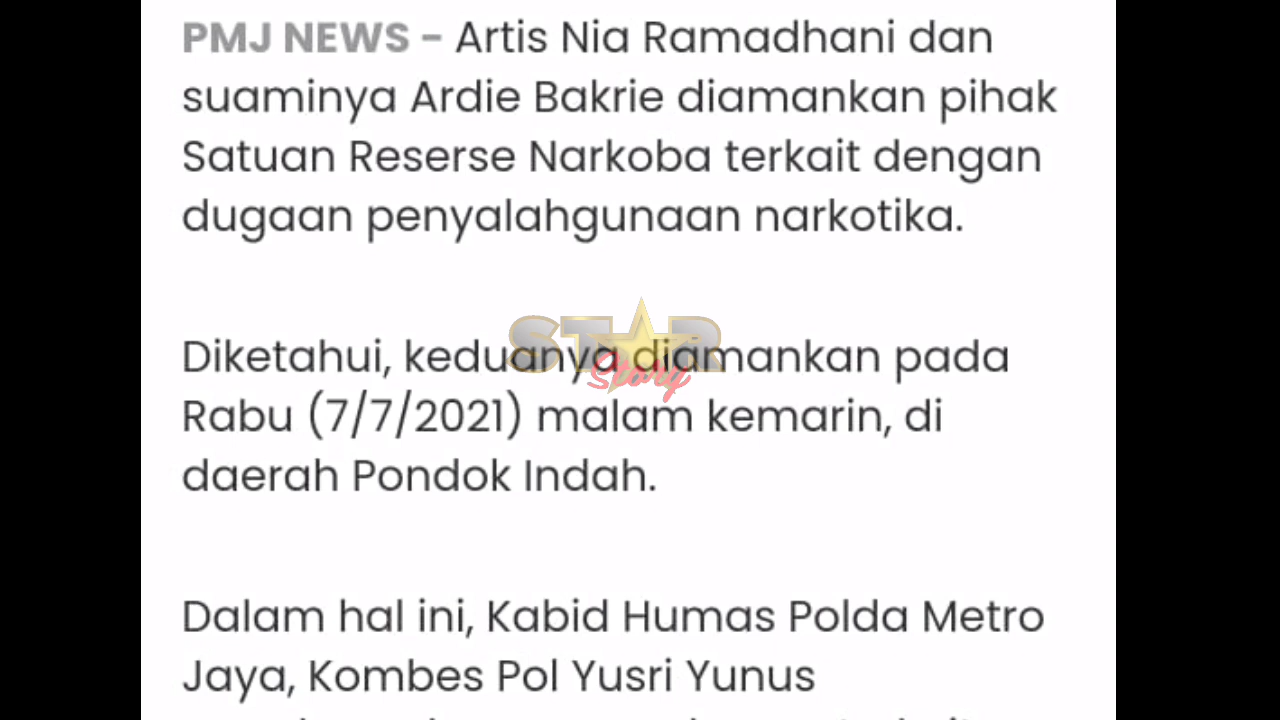 PMJ NEWS - Artis Nia Ramadhani dan
suaminya Ardie Bakrie diamankan pihak
Satuan Reserse Narkoba terkait dengan
dugaan penyalahgunaan narkotika.
STAR
Story
Diketahui, keduanya diamankan pada
Rabu (7/7/2021) malam kemarin, di
daerah Pondok Indah.
Dalam hal ini, Kabid Humas Polda Metro
Jaya, Kombes Pol Yusri Yunus